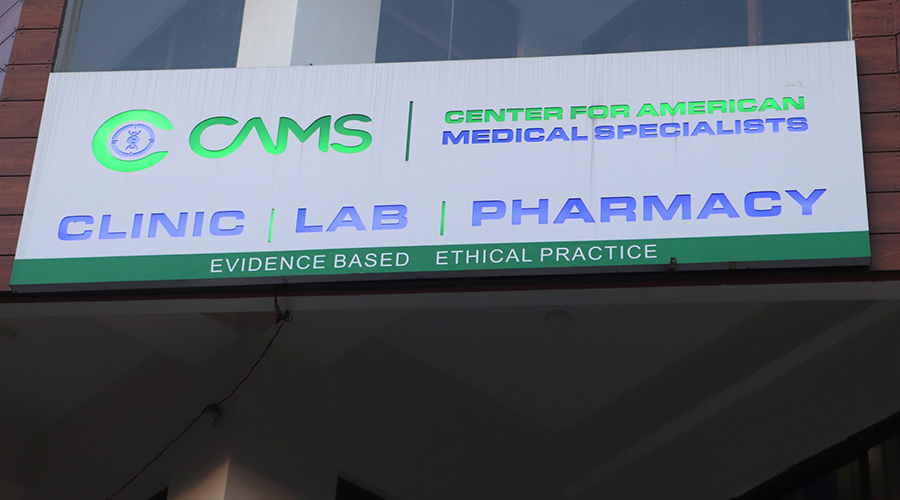 CAMS
CENTER FOR AMERICAN
MEDICAL SPECIALISTS
CLINIC | LAB | PHARMACY
EVIDENCE BASED ETHICAL PRACTICE